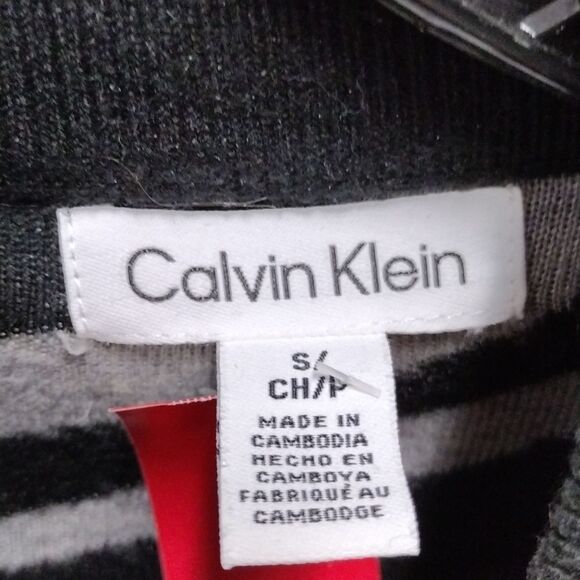 Calvin Klein
S/
CH/P
MADE IN
CAMBODIA
HECHO EN
CAMBOYA
FABRIQUÉ AU
CAMBODGE